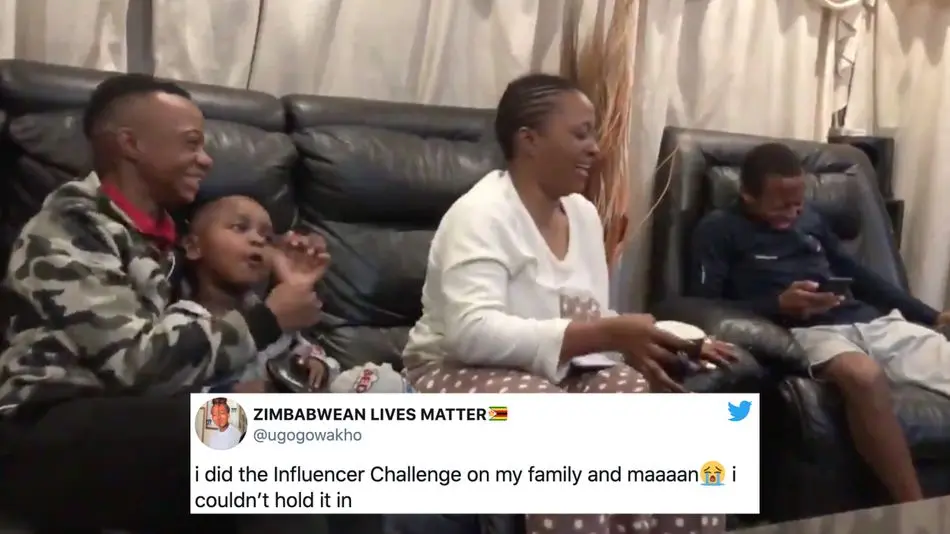 ZIMBABWEAN LIVES MATTER🇿🇼
@ugogowakho
i did the Influencer Challenge on my family and maaaan😭 i
couldn't hold it in